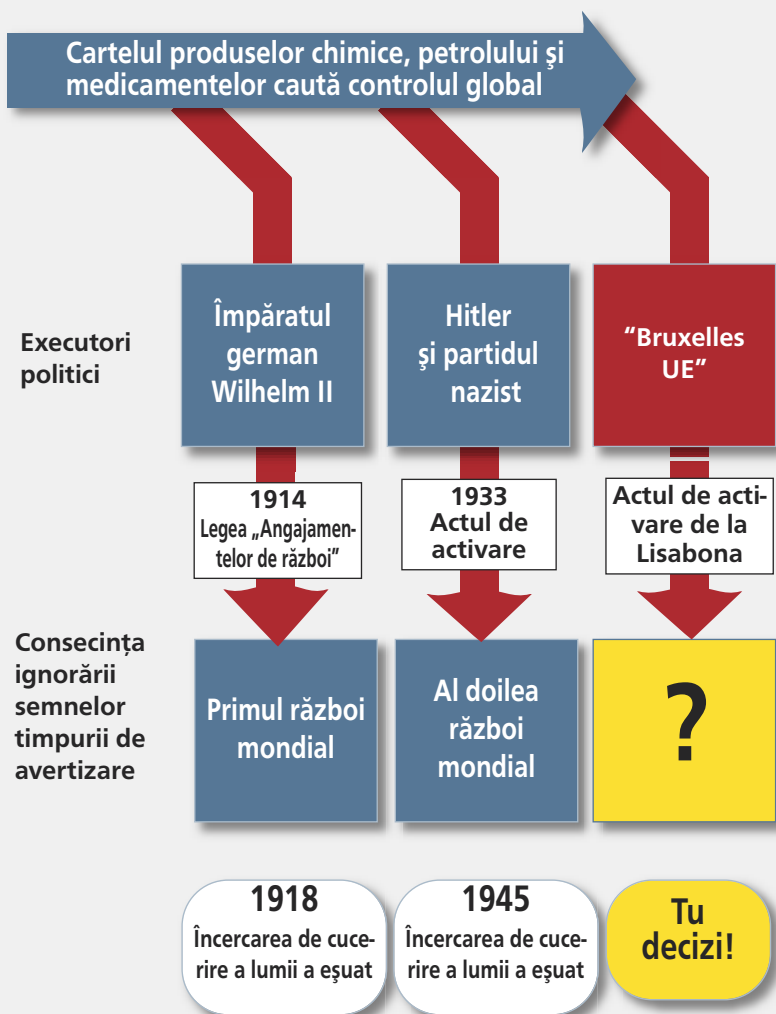 Cartelul produselor chimice, petrolului şi
medicamentelor caută controlul global
Executori
politici
Împăratul
german
Wilhelm II
Hitler
şi partidul
nazist
“Bruxelles
UE”
1914
Legea „Angajamen-
telor de război”
1933
Actul de
activare
Actul de acti-
vare de la
Lisabona
Consecința
ignorării
semnelor
timpurii de
avertizare
Primul război
mondial
Al doilea
război
mondial
?
1918
Încercarea de cuce-
rire a lumii a eşuat
1945
Încercarea de cuce-
rire a lumii a eşuat
Tu
decizi!